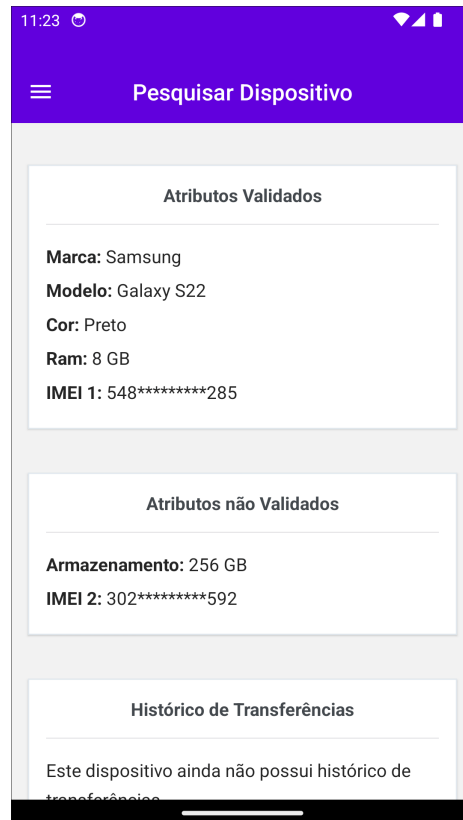 11:23
Pesquisar Dispositivo
Atributos Validados
Marca: Samsung
Modelo: Galaxy S22
Cor: Preto
Ram: 8 GB
IMEI 1: 548*********285
Atributos não Validados
Armazenamento: 256 GB
IMEI 2: 302*********592
Histórico de Transferências
Este dispositivo ainda não possui histórico de
transferências